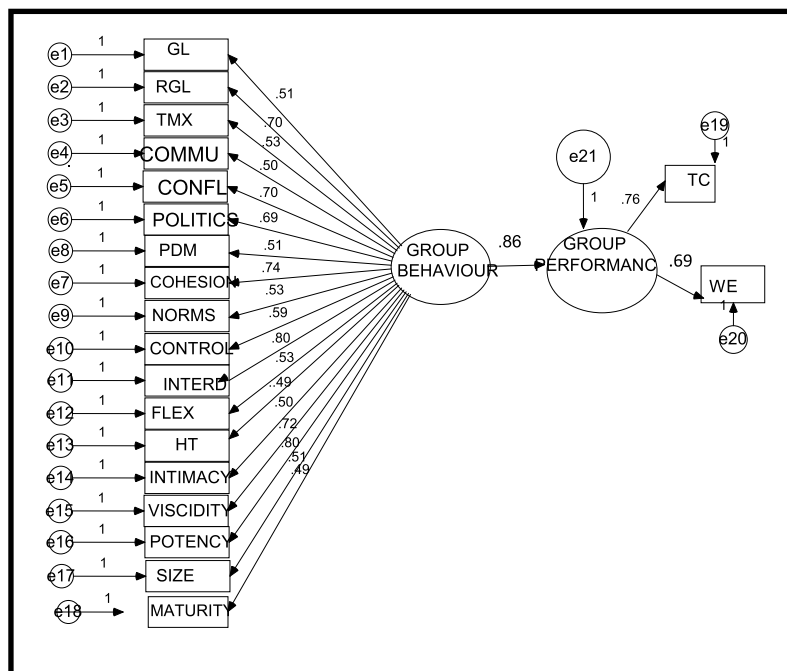 e1
1
GL
e2
1
RGL
e3
1
TMX
e4
1
COMMU
e5
1
CONFL
e6
1
POLITICS
e8
1
PDM
e7
1
COHESION
e9
1
NORMS
e10
1
CONTROL
e11
1
INTERD
e12
1
FLEX
e13
1
HT
e14
1
INTIMACY
e15
1
VISCIDITY
e16
1
POTENCY
e17
1
SIZE
e18
1
MATURITY
.51
.70
.53
.50
.70
.69
.51
.74
.53
.59
.80
.53
..49
.50
.72
.80
.51
.49
GROUP
BEHAVIOUR
.86
e21
1
GROUP
PERFORMANC
.76
e19
1
TC
.69
WE
1
e20